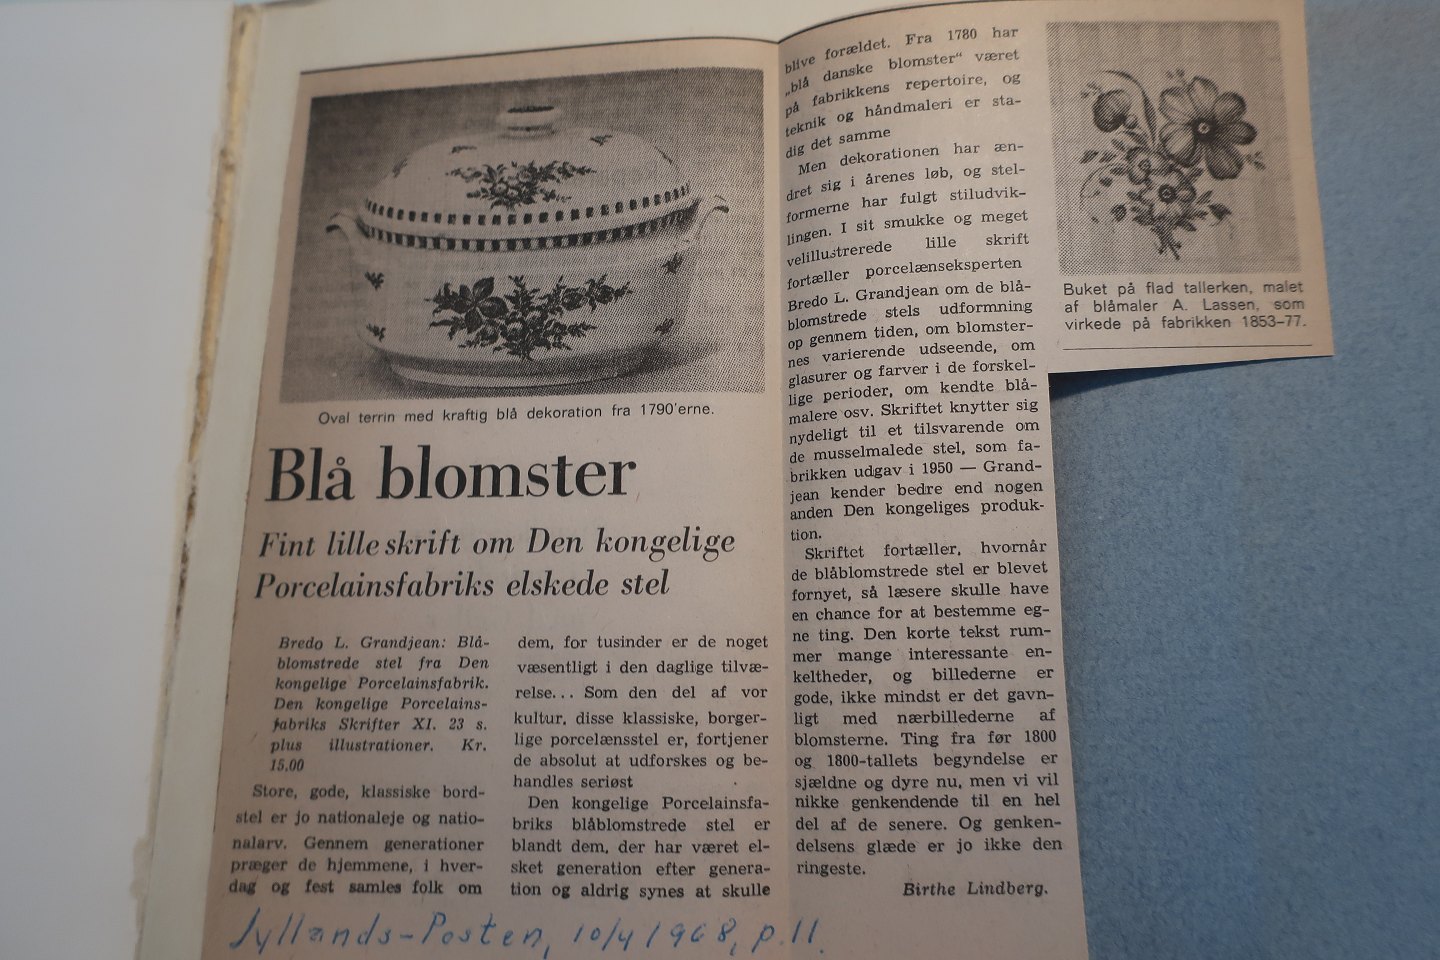 Oval terrin med kraftig blå dekoration fra 1790'erne.
Blå blomster
Fint lille skrift om Den kongelige
Porcelainsfabriks elskede stel
Bredo L. Grandjean: Blå-
blomstrede stel fra Den
kongelige Porcelainsfabrik.
Den kongelige Porcelains-
fabriks Skrifter XI. 23 s.
plus illustrationer. Kr.
15,00
Store, gode, klassiske bord-
stel er jo nationaleje og natio-
nalarv. Gennem generationer
præger de hjemmene, i hver-
dag og fest samles folk om
dem, for tusinder er de noget
væsentligt i den daglige tilvæ-
relse... Som den del af vor
kultur, disse klassiske, borger-
lige porcelænsstel er, fortjener
de absolut at udforskes og be-
handles seriøst
Den kongelige Porcelainsfa-
briks blåblomstrede stel er
blandt dem, der har været el-
sket generation efter genera-
tion og aldrig synes at skulle
blive forældet. Fra 1780 har
„blå danske blomster“ været
på fabrikkens repertoire, og
teknik og håndmaleri er sta-
dig det samme
Men dekorationen har æn-
dret sig i årenes løb, og stel-
formerne har fulgt stiludvik-
lingen. I sit smukke og meget
velillustrerede lille skrift
fortæller porcelænseksperten
Bredo L. Grandjean om de blå-
blomstrede stels udformning
op gennem tiden, om blomster-
nes varierende udseende, om
glasurer og farver i de forskel-
lige perioder, om kendte blå-
malere osv. Skriftet knytter sig
nydeligt til et tilsvarende om
de musselmalede stel, som fa-
brikken udgav i 1950 — Grand-
jean kender bedre end nogen
anden Den kongeliges produk-
tion.
Skriftet fortæller, hvornår
de blåblomstrede stel er blevet
fornyet, så læsere skulle have
en chance for at bestemme eg-
ne ting. Den korte tekst rum-
mer mange interessante en-
keltheder, og billederne er
gode, ikke mindst er det gavn-
ligt med nærbillederne af
blomsterne. Ting fra før 1800
og 1800-tallets begyndelse er
sjældne og dyre nu, men vi vil
nikke genkendende til en hel
del af de senere. Og genken-
delsens glæde er jo ikke den
ringeste.
Birthe Lindberg.
Buket på flad tallerken, malet
af blåmaler A. Lassen, som
virkede på fabrikken 1853–77.
Jyllands-Posten, 10/4 1968, p. 11.